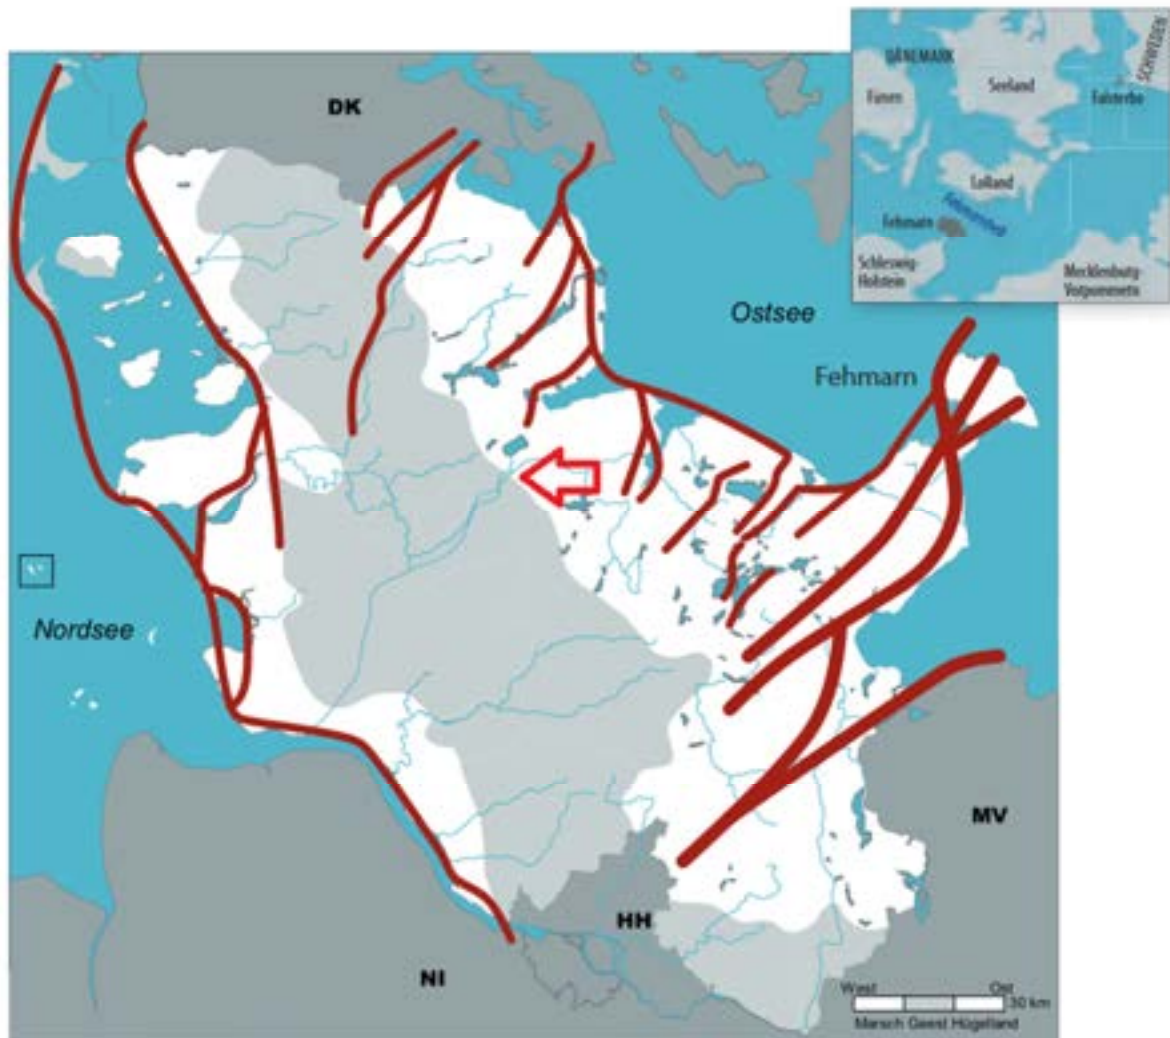 DK
Ostsee
Fehmarn
Nordsee
MV
HH
NI
West Ost
30 km
Marsch Geest Hügelland
DÄNEMARK
SCHWEDEN
Fünen
Seeland
Falsterbo
Lolland
Fehmarnbelt
Fehmarn
Schleswig-
Holstein
Mecklenburg-
Vorpommern